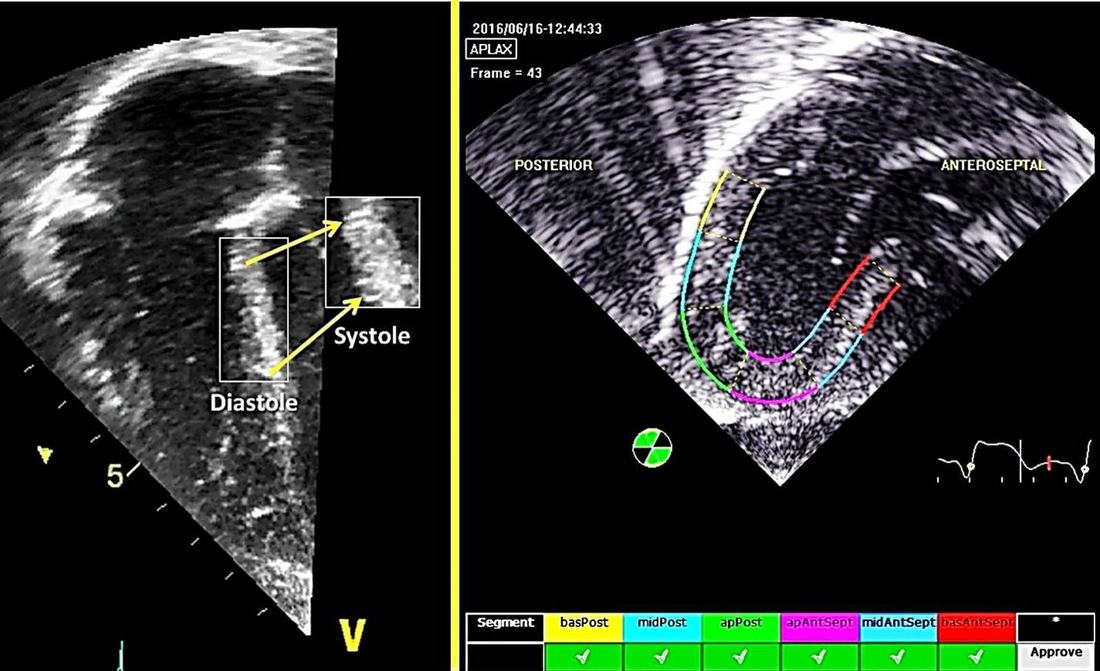 Systole
Diastole
5
V
2016/06/16-12:44:33
APLAX
Frame = 43
POSTERIOR
ANTEROSEPTAL
Segment
basPost
midPost
apPost
apAntSept
midAntSept
basAntSept
*
Approve